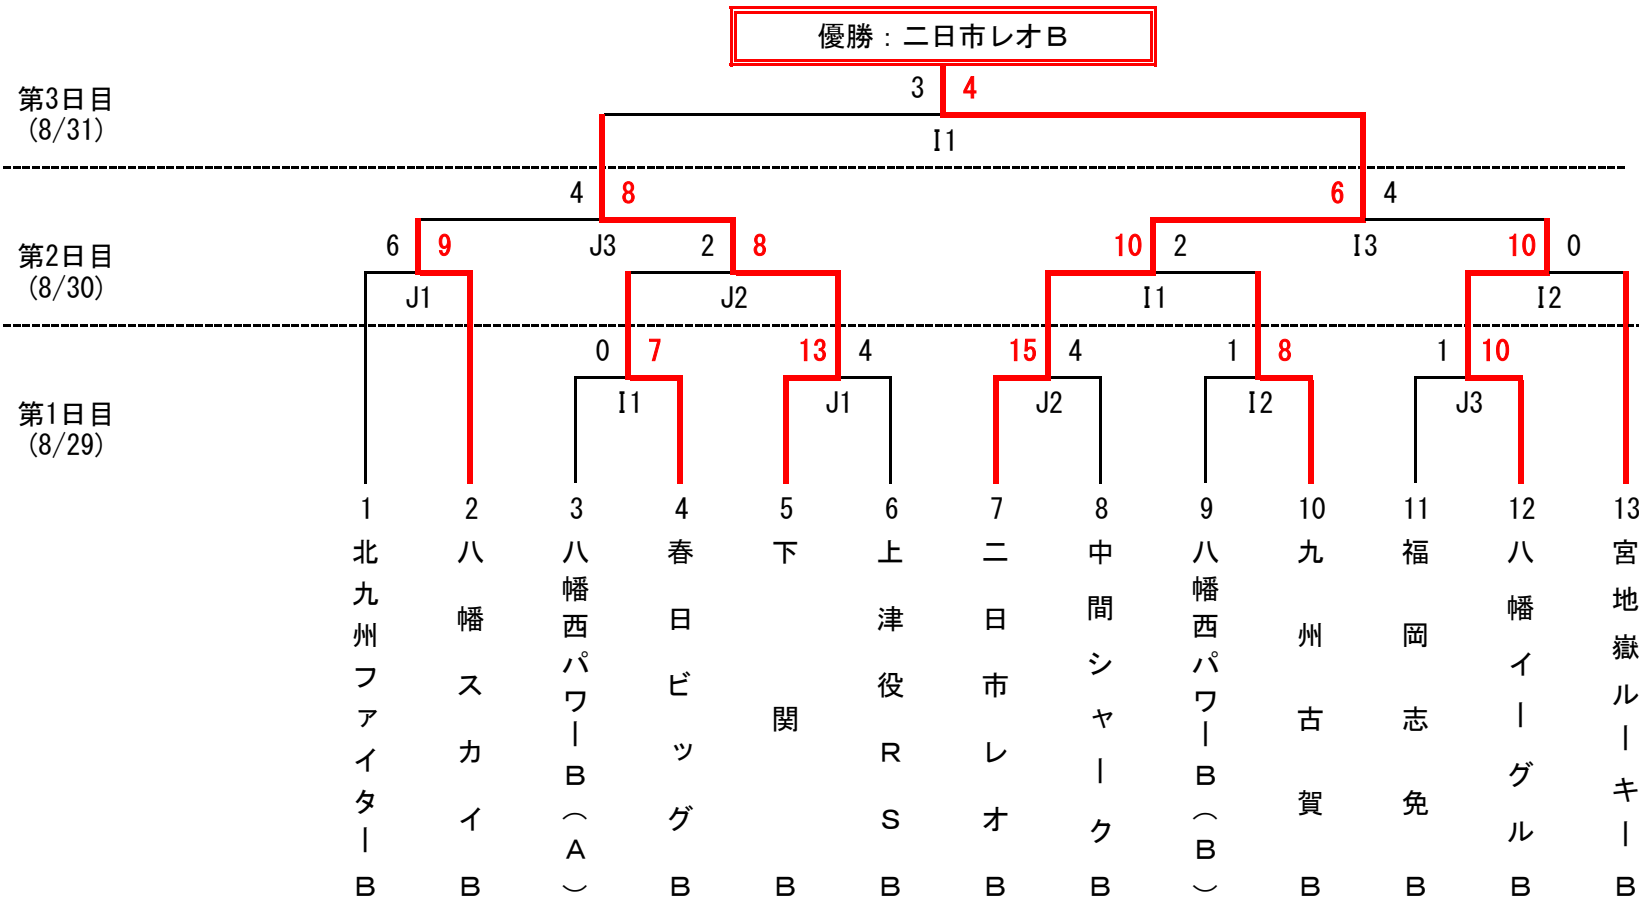 優勝：二日市レオＢ
3 4
第3日目
(8/31)
I1
4 8 6 4
6 9 J3 2 8 10 2 I3 10 0
第2日目
(8/30)
J1 J2 I1 I2
0 7 13 4 15 4 1 8 1 10
I1 J1 J2 I2 J3
第1日目
(8/29)
1 2 3 4 5 6 7 8 9 10 11 12 13
北九州ファイターＢ
八幡スカイＢ
八幡西パワーＢ（Ａ）
春日ビッグＢ
下関Ｂ
上津役ＲＳＢ
二日市レオＢ
中間シャークＢ
八幡西パワーＢ（Ｂ）
九州古賀Ｂ
福岡志免Ｂ
八幡イーグルＢ
宮地嶽ルーキーＢ